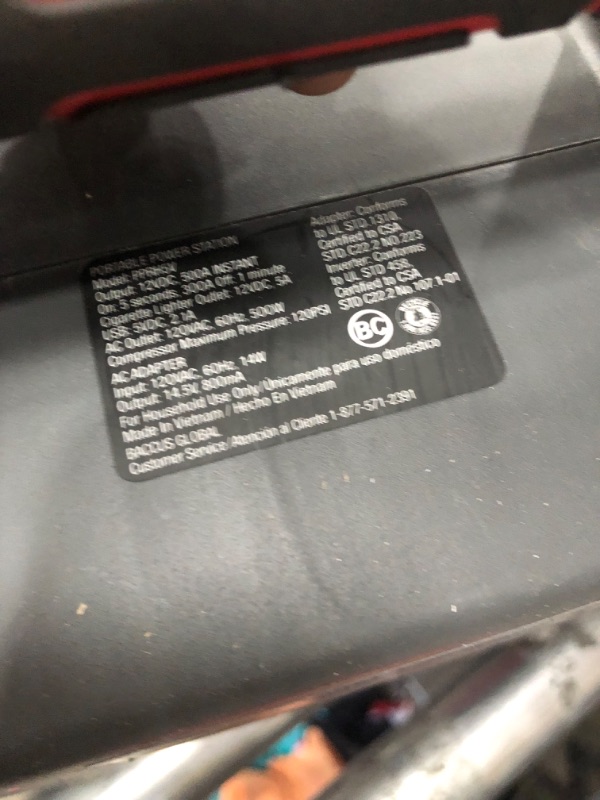 PORTABLE POWER STATION
Model:
Output: 12VDC, 500A INSTANT
On: 5 seconds, 300A Off: 1 minute
Cigarette Lighter Outlet: 12VDC, 5A
USB: 5VDC, 2.1A
AC Outlet: 120VAC, 60Hz, 500W
Compressor Maximum Pressure: 120PSI
AC ADAPTER
Input: 120VAC, 60Hz, 14W
Output: 14.5V, 800mA
For Household Use Only/Únicamente para uso doméstico
Made In Vietnam / Hecho En Vietnam
BACCUS GLOBAL
Customer Service/Atención al Cliente 1-877-571-2391
Adapter: Conforms
to UL STD 1310.
Certified to CSA
STD C22.2 NO.223
Inverter: Conforms
to UL STD 458.
Certified to CSA
STD C22.2 No.107.1-01
BC